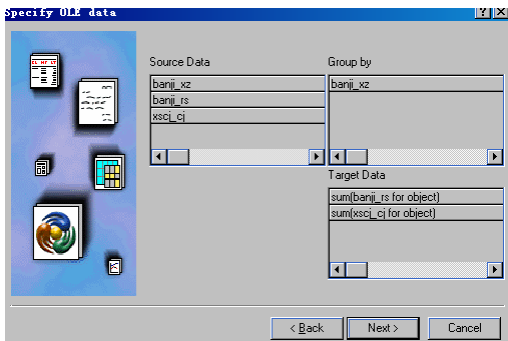 Specify OLE data
Source Data
banji_xz
banji_rs
xscj_cj
Group by
banji_xz
Target Data
sum(banji_rs for object)
sum(xscj_cj for object)
< Back
Next >
Cancel